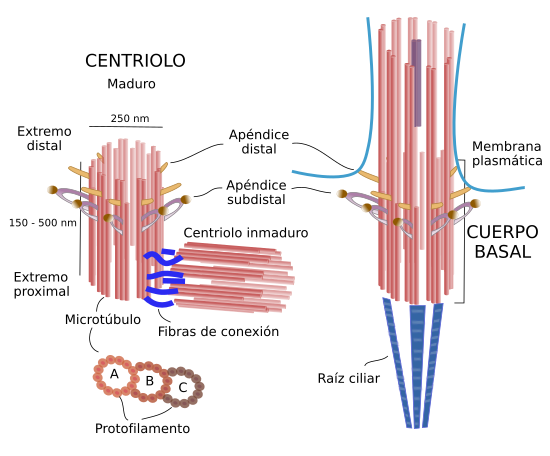 CENTRIOLO
Maduro
250 nm
Extremo
distal
Apéndice
distal
Membrana
plasmática
Apéndice
subdistal
150 - 500 nm
Centriolo inmaduro
CUERPO
BASAL
Extremo
proximal
Microtúbulo
Fibras de conexión
A
B
C
Raíz ciliar
Protofilamento